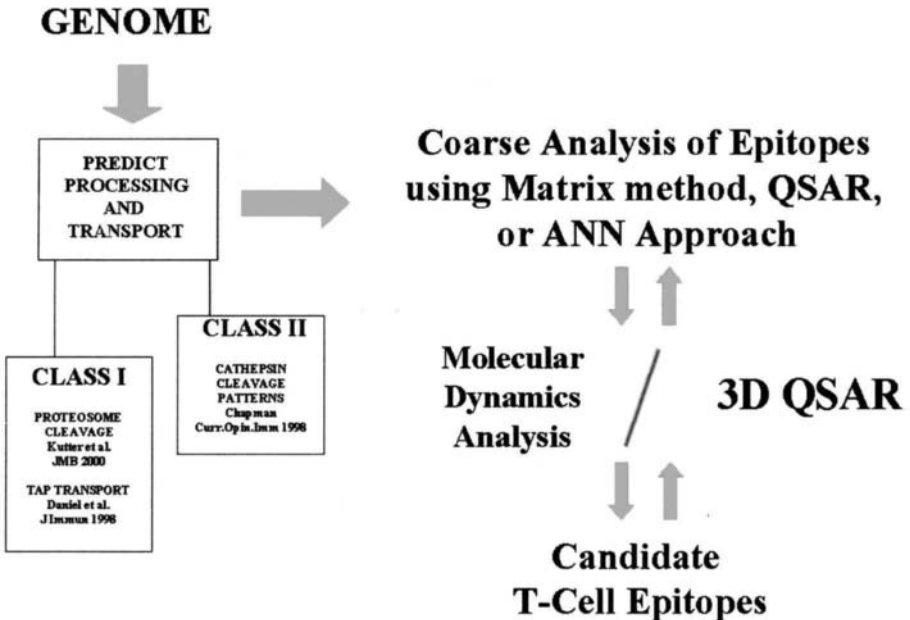 GENOME
PREDICT
PROCESSING
AND
TRANSPORT
Coarse Analysis of Epitopes
using Matrix method, QSAR,
or ANN Approach
CLASS II
CATHEPSIN
CLEAVAGE
PATTERNS
Chapman
Curr.Opin.Imm 1998
CLASS I
PROTEOSOME
CLEAVAGE
Kutter et al.
JMB 2000
TAP TRANSPORT
Daniel et al.
JImmun 1998
Molecular
Dynamics
Analysis
3D QSAR
Candidate
T-Cell Epitopes